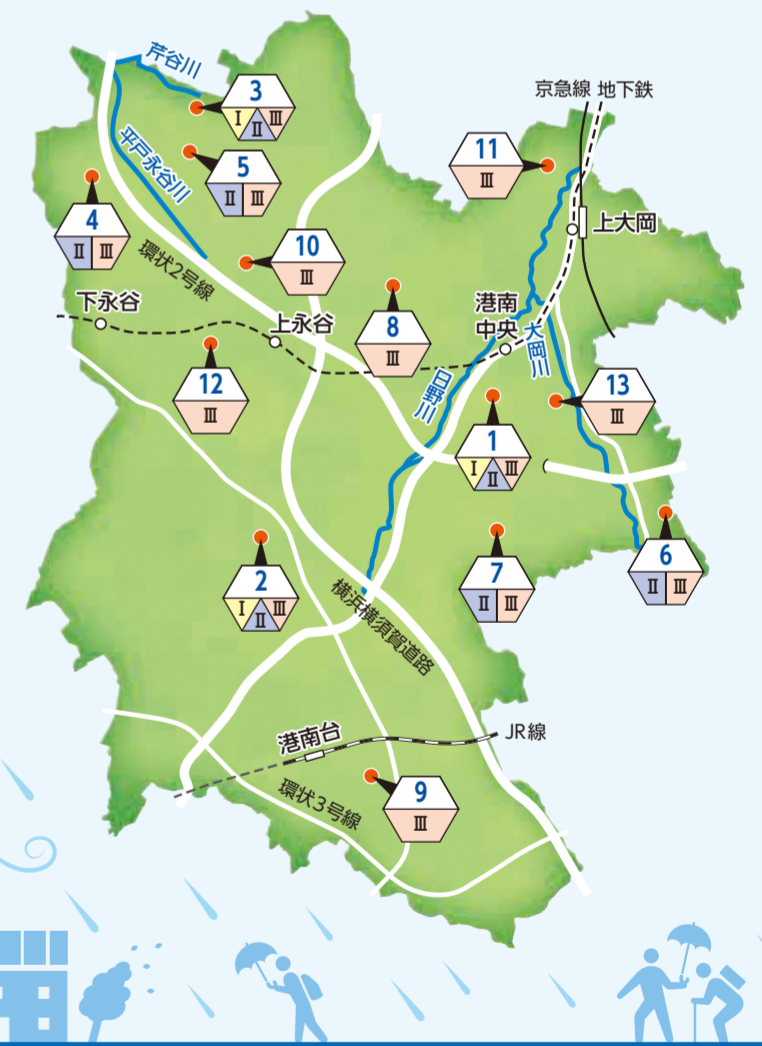 芹谷川
3
Ⅰ Ⅱ Ⅲ
京急線 地下鉄
平戸永谷川
5
Ⅱ Ⅲ
11
Ⅲ
4
Ⅱ Ⅲ
上大岡
環状2号線
10
Ⅲ
下永谷
上永谷
8
Ⅲ
港南
中央
大岡川
12
Ⅲ
日野川
13
Ⅲ
1
Ⅰ Ⅱ Ⅲ
2
Ⅰ Ⅱ Ⅲ
7
Ⅱ Ⅲ
6
Ⅱ Ⅲ
横浜横須賀道路
港南台
JR線
環状3号線
9
Ⅲ